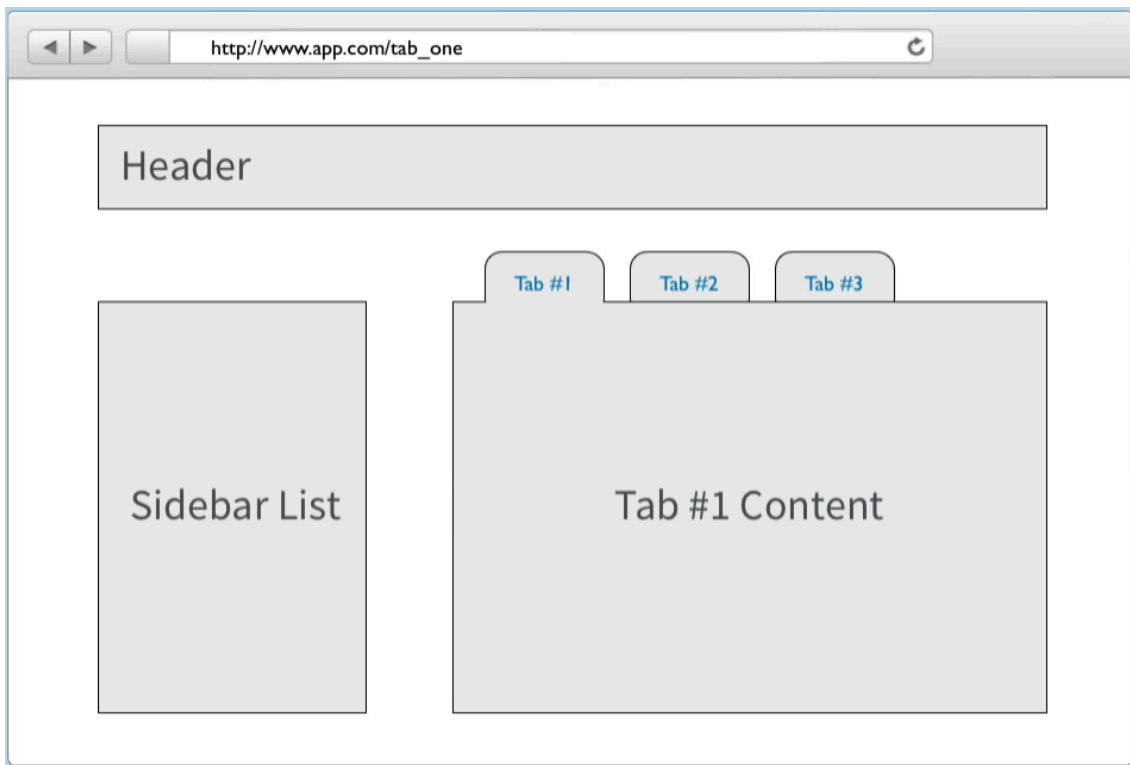 http://www.app.com/tab_one
Header
Tab #1
Tab #2
Tab #3
Sidebar List
Tab #1 Content